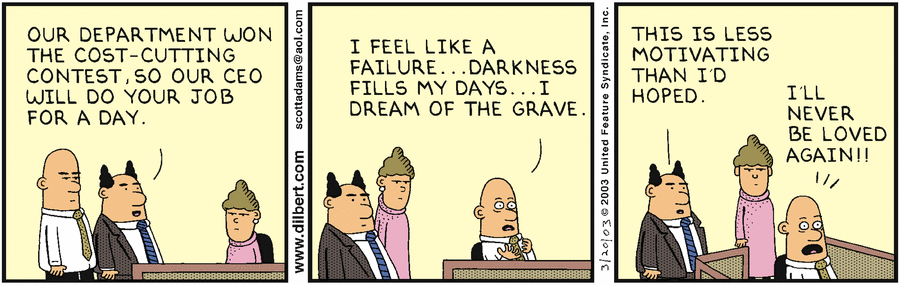 OUR DEPARTMENT WON
THE COST-CUTTING
CONTEST, SO OUR CEO
WILL DO YOUR JOB
FOR A DAY.
www.dilbert.com
scottadams@aol.com
I FEEL LIKE A
FAILURE...DARKNESS
FILLS MY DAYS...I
DREAM OF THE GRAVE.
3/20/03 © 2003 United Feature Syndicate, Inc.
THIS IS LESS
MOTIVATING
THAN I'D
HOPED.
I'LL
NEVER
BE LOVED
AGAIN!!